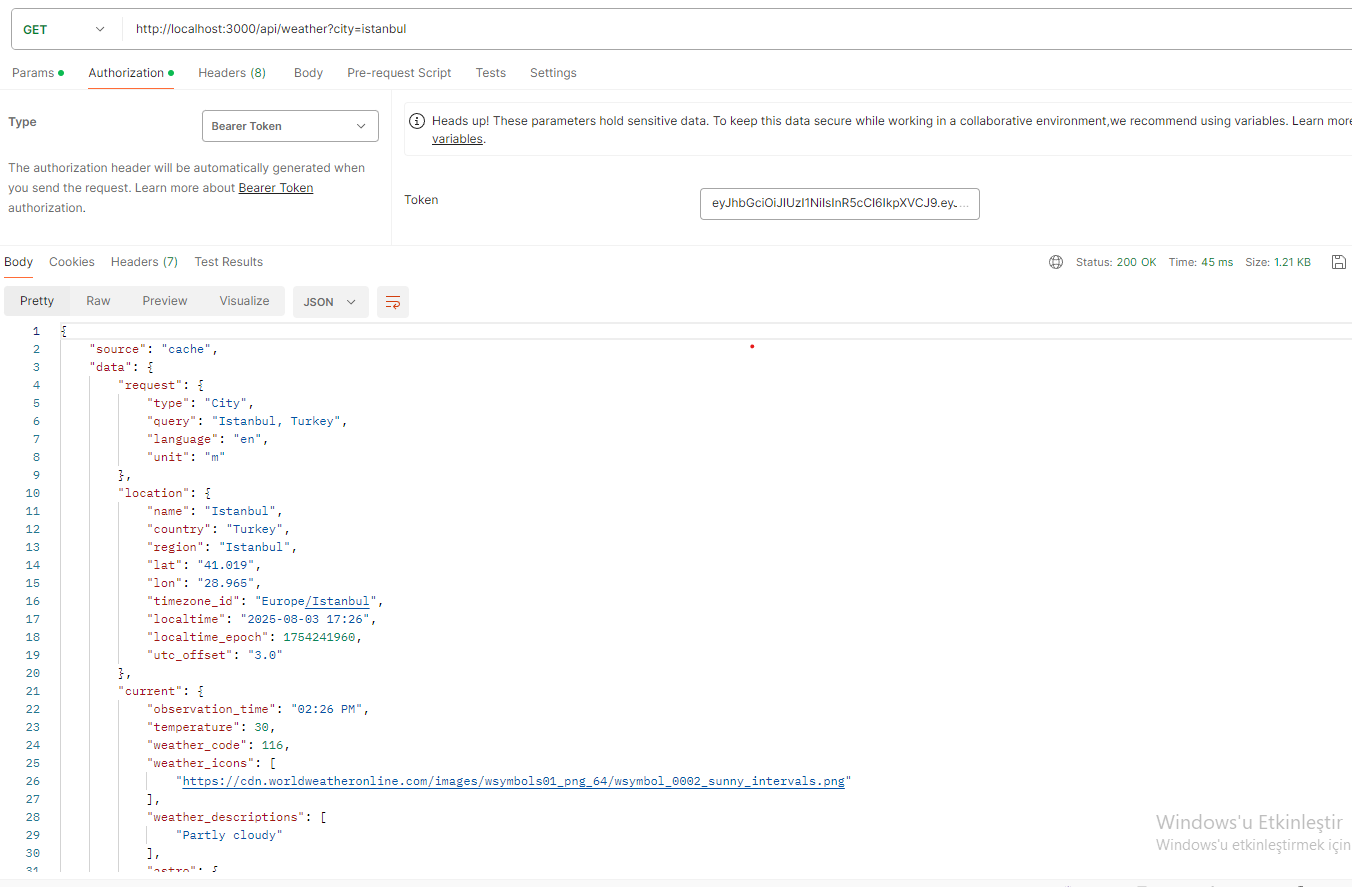 GET http://localhost:3000/api/weather?city=istanbul
Params Authorization Headers (8) Body Pre-request Script Tests Settings
Type
Bearer Token
The authorization header will be automatically generated when
you send the request. Learn more about Bearer Token
authorization.
Heads up! These parameters hold sensitive data. To keep this data secure while working in a collaborative environment,we recommend using variables. Learn more
variables.
Token
eyJhbGciOiJIUzI1NiIsInR5cCI6IkpXVCJ9.ey...
Body Cookies Headers (7) Test Results
Status: 200 OK Time: 45 ms Size: 1.21 KB
Pretty Raw Preview Visualize JSON
1 {
2 "source": "cache",
3 "data": {
4 "request": {
5 "type": "City",
6 "query": "Istanbul, Turkey",
7 "language": "en",
8 "unit": "m"
9 },
10 "location": {
11 "name": "Istanbul",
12 "country": "Turkey",
13 "region": "Istanbul",
14 "lat": "41.019",
15 "lon": "28.965",
16 "timezone_id": "Europe/Istanbul",
17 "localtime": "2025-08-03 17:26",
18 "localtime_epoch": 1754241960,
19 "utc_offset": "3.0"
20 },
21 "current": {
22 "observation_time": "02:26 PM",
23 "temperature": 30,
24 "weather_code": 116,
25 "weather_icons": [
26 "https://cdn.worldweatheronline.com/images/wsymbols01_png_64/wsymbol_0002_sunny_intervals.png"
27 ],
28 "weather_descriptions": [
29 "Partly cloudy"
30 ],
31 "astro": {
Windows'u Etkinleştir
Windows'u etkinleştirmek için